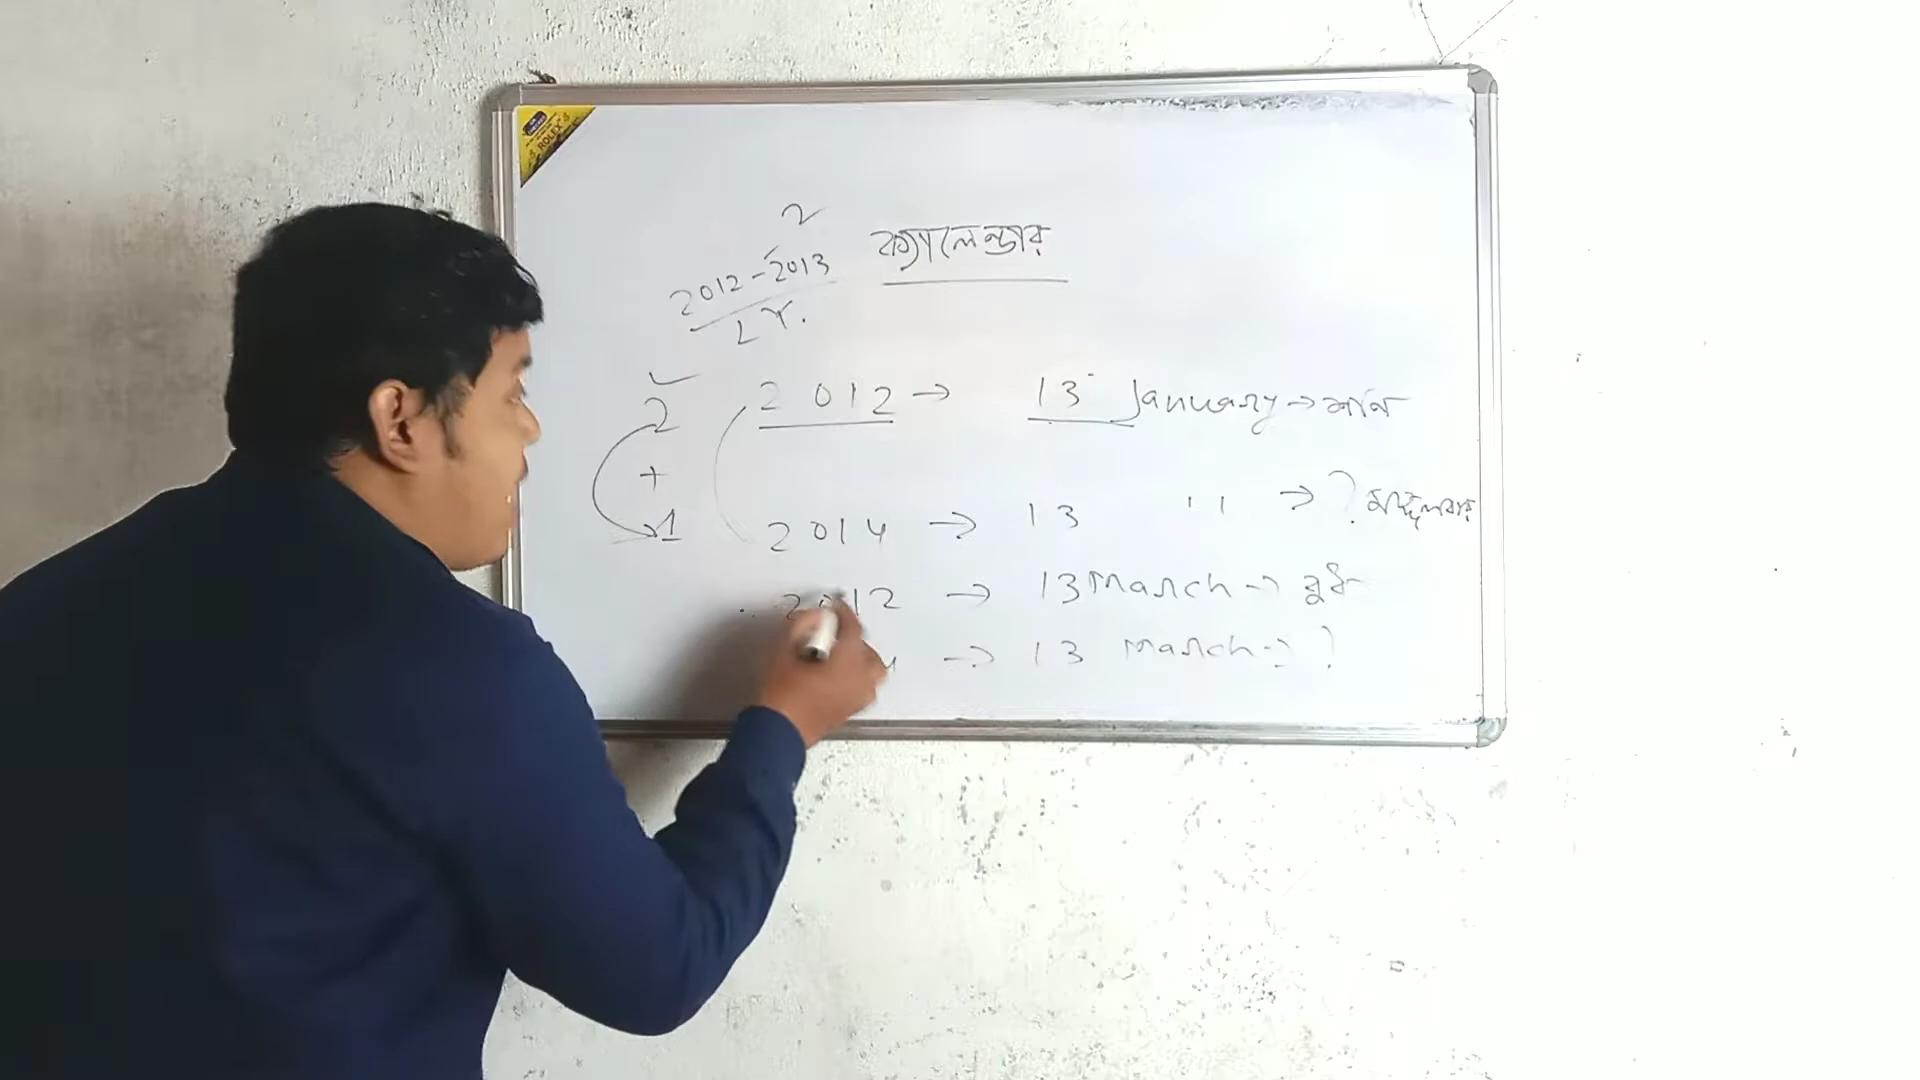 ROLEX
2
2012-2013 ক্যালেন্ডার
LY.
2 2012 → 13 January → শনি
+
1 2014 → 13 " → ? মঙ্গলবার
2012 → 13 March → বুধ
→ 13 March → ?